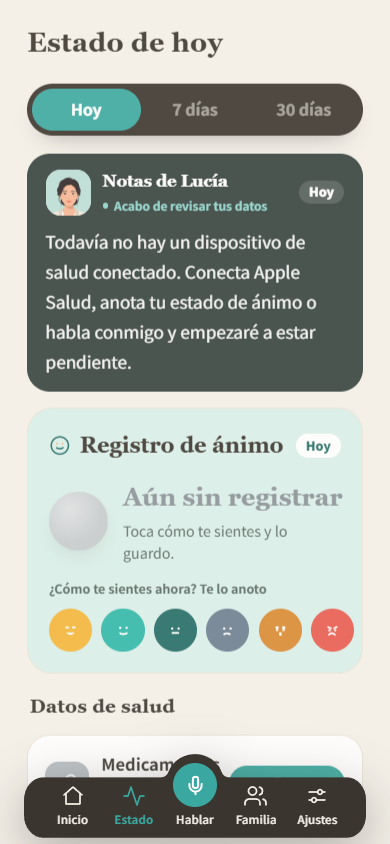 Estado de hoy
Hoy
7 días
30 días
Notas de Lucía
Acabo de revisar tus datos
Hoy
Todavía no hay un dispositivo de
salud conectado. Conecta Apple
Salud, anota tu estado de ánimo o
habla conmigo y empezaré a estar
pendiente.
Registro de ánimo
Hoy
Aún sin registrar
Toca cómo te sientes y lo
guardo.
¿Cómo te sientes ahora? Te lo anoto
Datos de salud
Inicio
Estado
Hablar
Familia
Ajustes